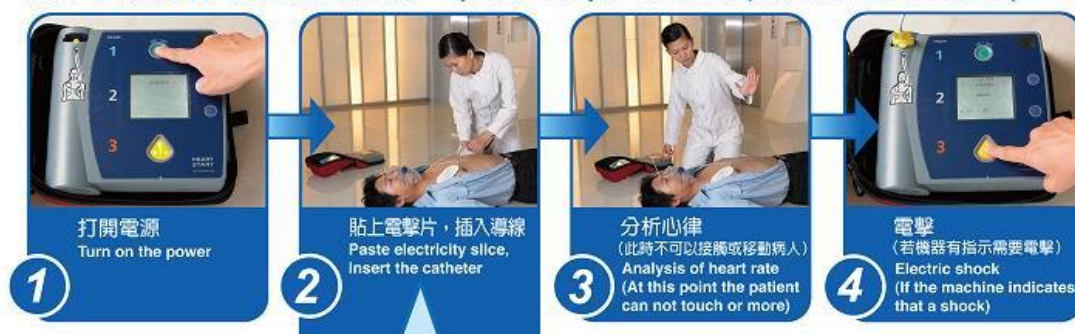 1
2
3
HEART
START
打開電源
Turn on the power
1
貼上電擊片，插入導線
Paste electricity slice,
insert the catheter
2
分析心律
（此時不可以接觸或移動病人）
Analysis of heart rate
(At this point the patient
can not touch or more)
3
1
2
3
電擊
（若機器有指示需要電擊）
Electric shock
(If the machine indicates
that a shock)
4